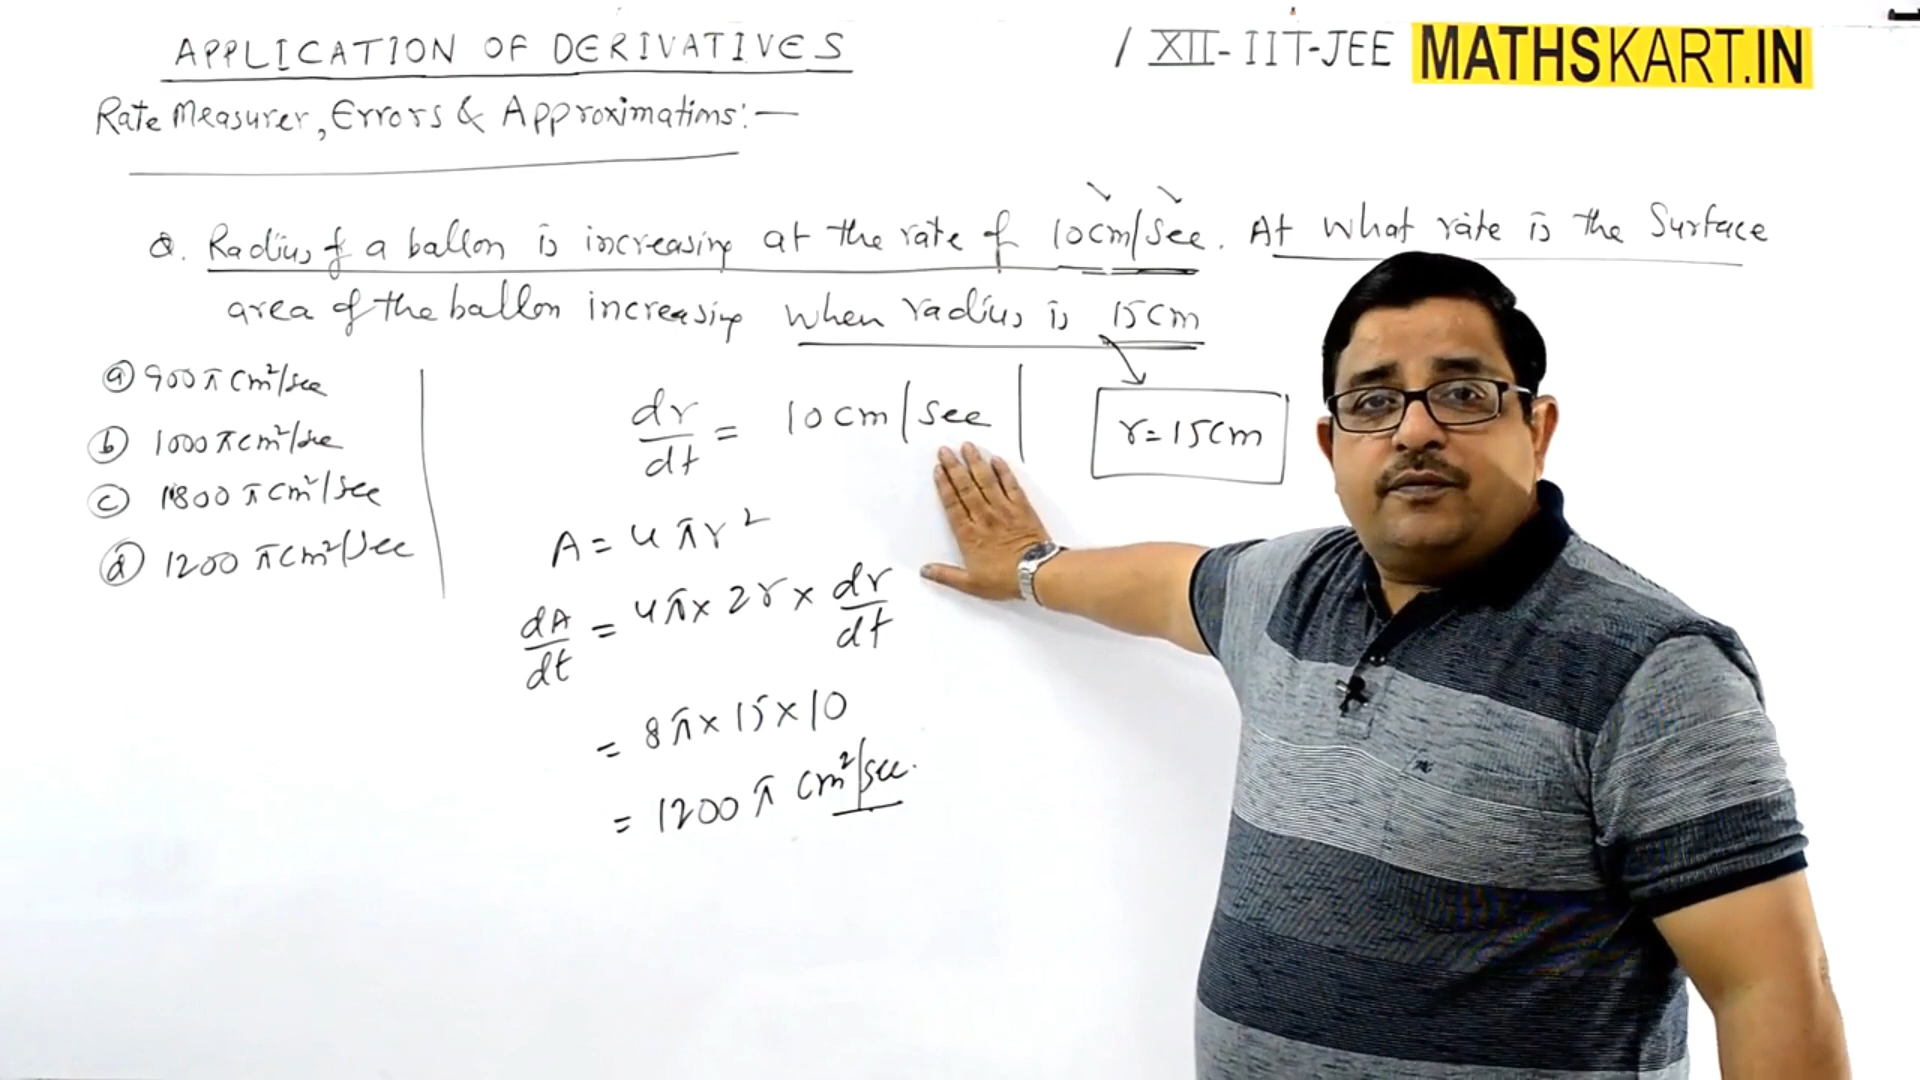 APPLICATION OF DERIVATIVES / XII-IIT-JEE MATHSKART.IN
Rate Measurer, Errors & Approximations:—
Q. Radius of a ballon is increasing at the rate of 10cm/sec. At what rate is the Surface
area of the ballon increasing when radius is 15cm
(a) 900π cm²/sec
(b) 1000π cm²/sec
(c) 1800π cm²/sec
(d) 1200π cm²/sec
dr/dt = 10cm/sec
r=15cm
A = 4πr²
dA/dt = 4π×2r×dr/dt
= 8π×15×10
= 1200π cm²/sec.